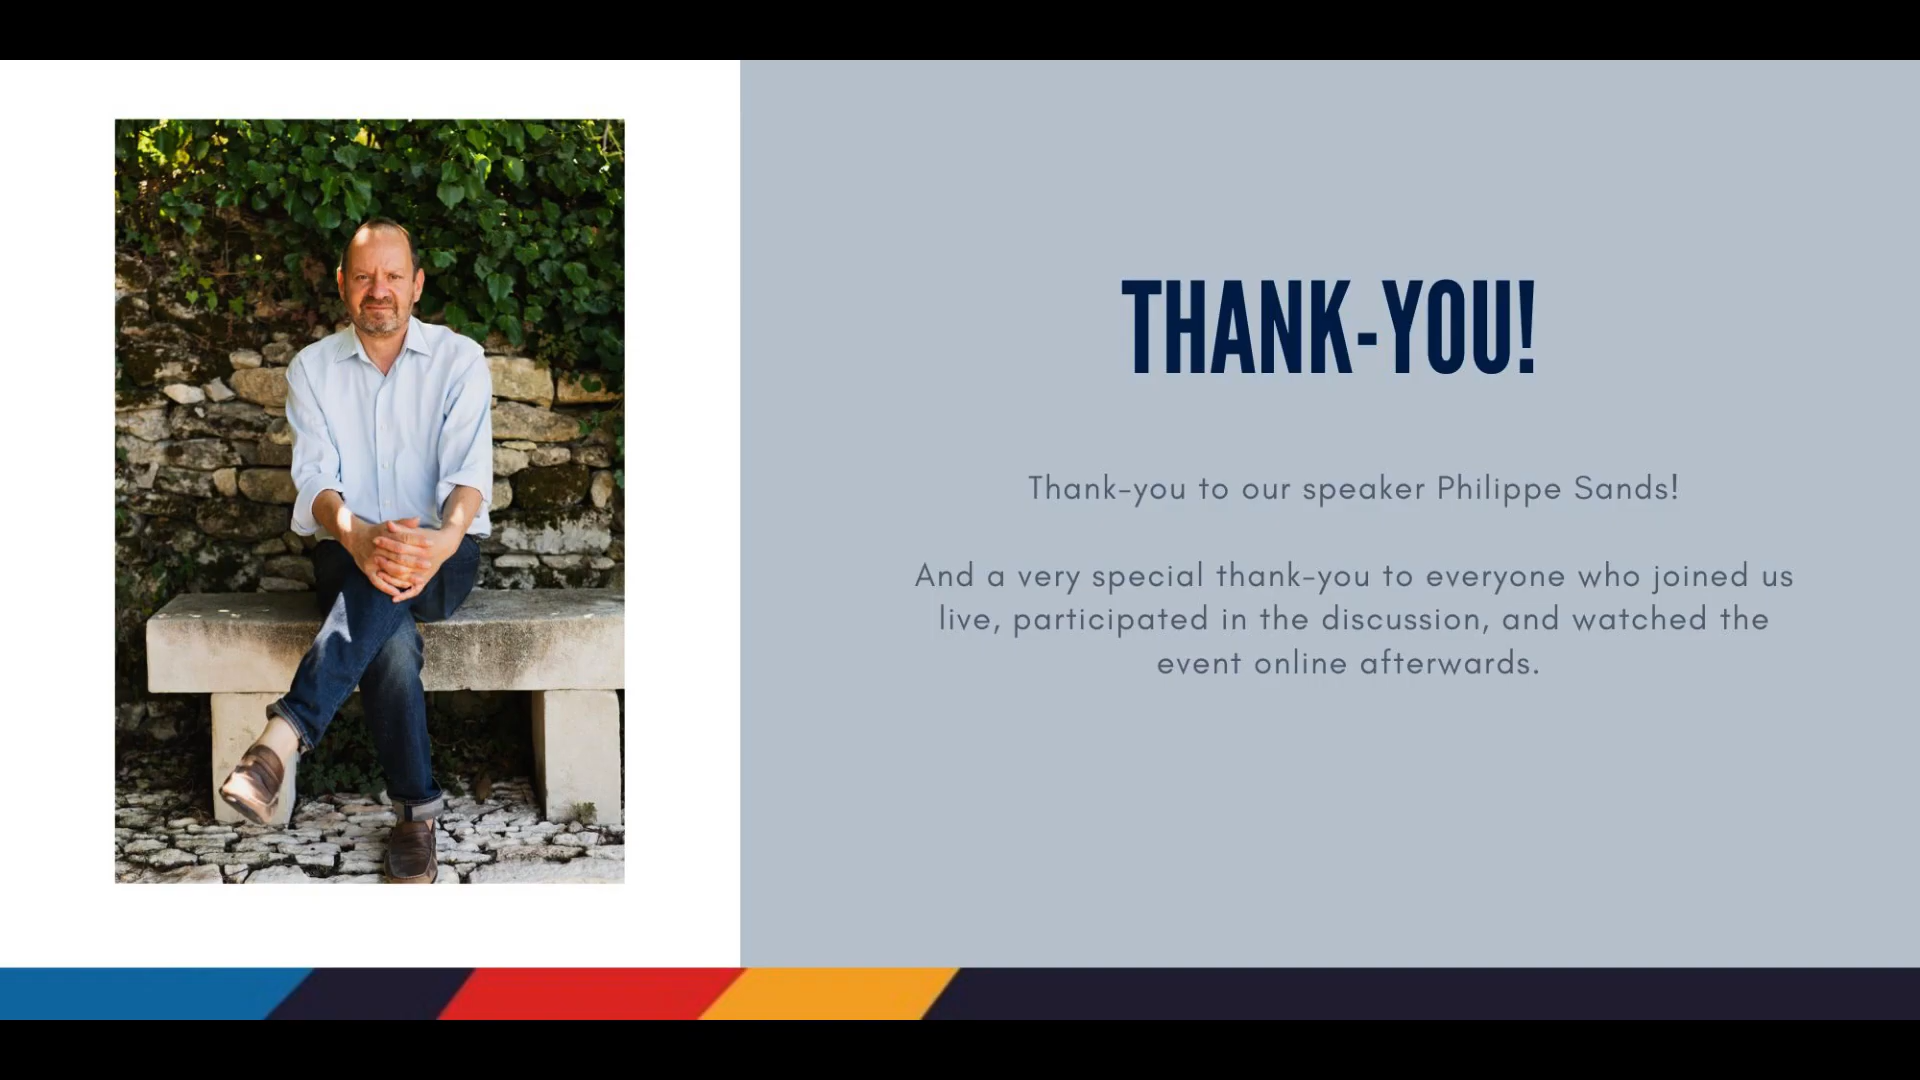 THANK-YOU!
Thank-you to our speaker Philippe Sands!
And a very special thank-you to everyone who joined us
live, participated in the discussion, and watched the
event online afterwards.